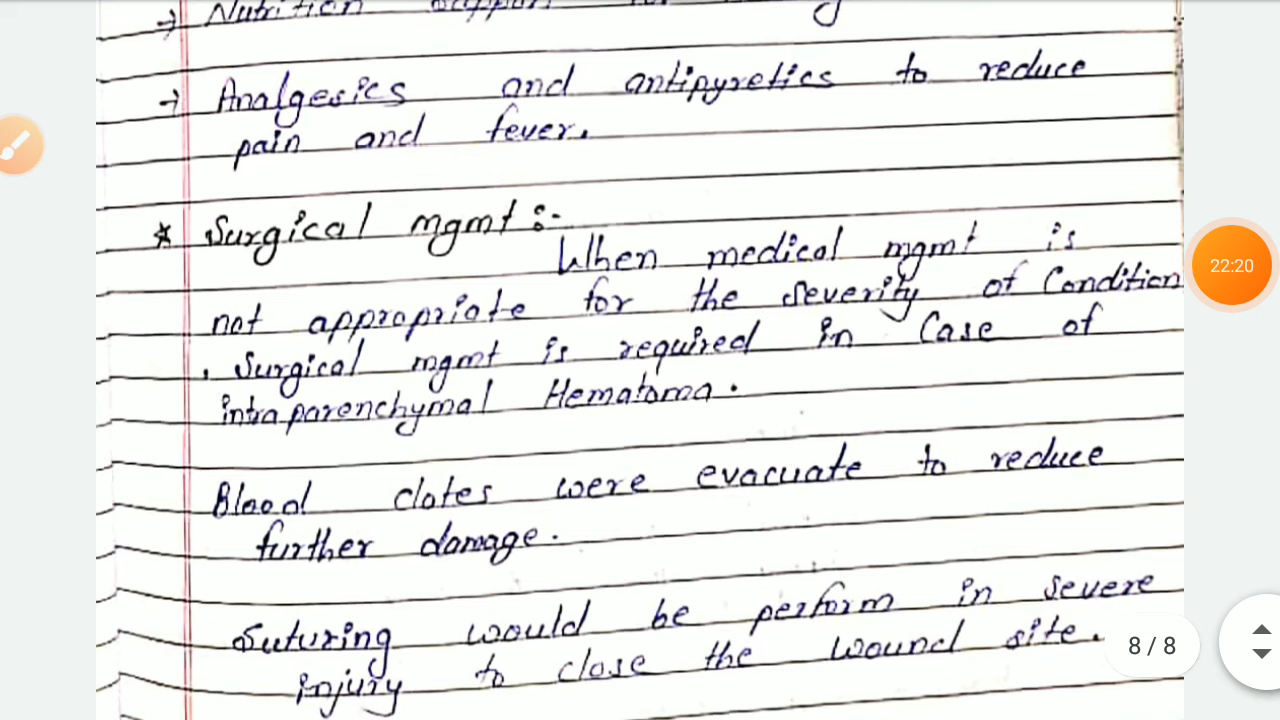 → Nutrition support
→ Analgesics and antipyretics to reduce
pain and fever.
* Surgical mgmt :-
When medical mgmt is
not appropriate for the severity of Condition
, Surgical mgmt is required in Case of
intraparenchymal Hematoma.
Blood clotes were evacuate to reduce
further damage.
Suturing would be perform in severe
injury to close the wound site.
22:20
8 / 8